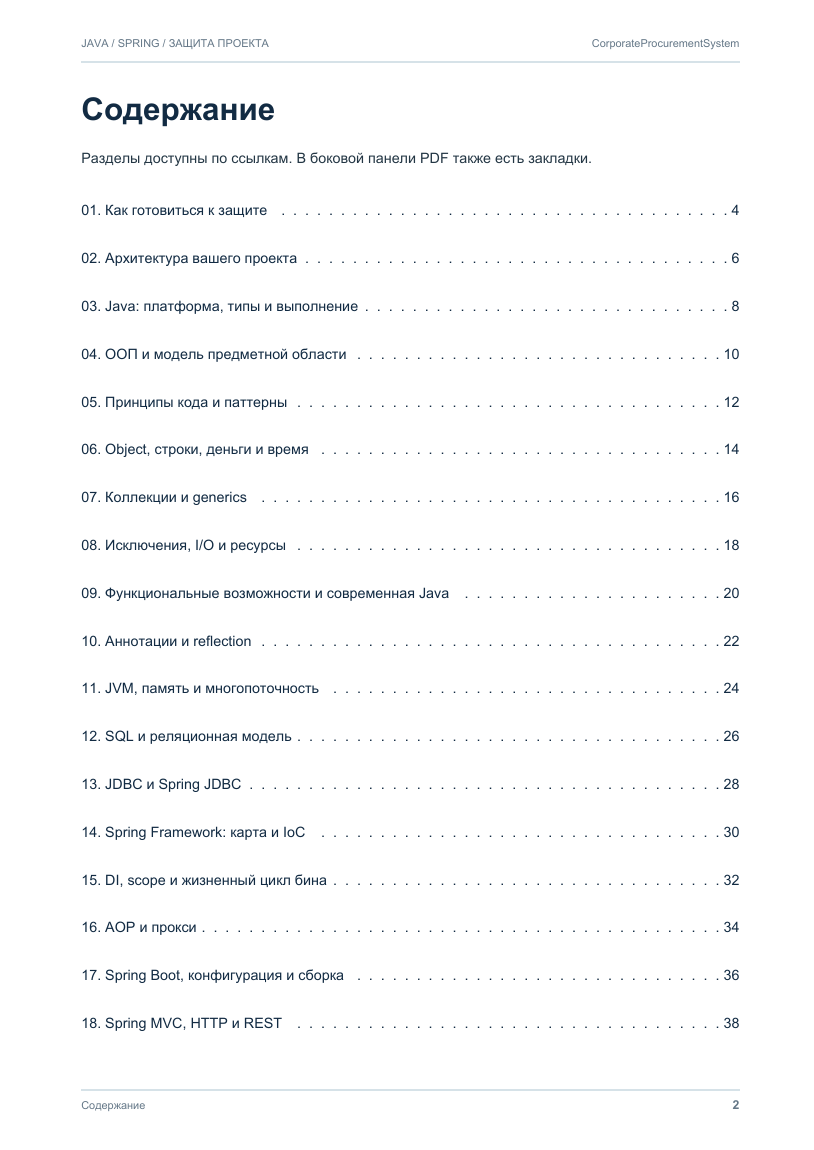 JAVA / SPRING / ЗАЩИТА ПРОЕКТА CorporateProcurementSystem
Содержание
Разделы доступны по ссылкам. В боковой панели PDF также есть закладки.
01. Как готовиться к защите . . . . . . . . . . . . . . . . . . . . . . . . . . . . . . . . . . . . . . 4
02. Архитектура вашего проекта . . . . . . . . . . . . . . . . . . . . . . . . . . . . . . . . . . . . 6
03. Java: платформа, типы и выполнение . . . . . . . . . . . . . . . . . . . . . . . . . . . . . . . 8
04. ООП и модель предметной области . . . . . . . . . . . . . . . . . . . . . . . . . . . . . . . 10
05. Принципы кода и паттерны . . . . . . . . . . . . . . . . . . . . . . . . . . . . . . . . . . . . 12
06. Object, строки, деньги и время . . . . . . . . . . . . . . . . . . . . . . . . . . . . . . . . . . 14
07. Коллекции и generics . . . . . . . . . . . . . . . . . . . . . . . . . . . . . . . . . . . . . . . 16
08. Исключения, I/O и ресурсы . . . . . . . . . . . . . . . . . . . . . . . . . . . . . . . . . . . . 18
09. Функциональные возможности и современная Java . . . . . . . . . . . . . . . . . . . . . . 20
10. Аннотации и reflection . . . . . . . . . . . . . . . . . . . . . . . . . . . . . . . . . . . . . . . 22
11. JVM, память и многопоточность . . . . . . . . . . . . . . . . . . . . . . . . . . . . . . . . . 24
12. SQL и реляционная модель . . . . . . . . . . . . . . . . . . . . . . . . . . . . . . . . . . . . 26
13. JDBC и Spring JDBC . . . . . . . . . . . . . . . . . . . . . . . . . . . . . . . . . . . . . . . . 28
14. Spring Framework: карта и IoC . . . . . . . . . . . . . . . . . . . . . . . . . . . . . . . . . . 30
15. DI, scope и жизненный цикл бина . . . . . . . . . . . . . . . . . . . . . . . . . . . . . . . . . 32
16. AOP и прокси . . . . . . . . . . . . . . . . . . . . . . . . . . . . . . . . . . . . . . . . . . . . 34
17. Spring Boot, конфигурация и сборка . . . . . . . . . . . . . . . . . . . . . . . . . . . . . . . 36
18. Spring MVC, HTTP и REST . . . . . . . . . . . . . . . . . . . . . . . . . . . . . . . . . . . . 38
Содержание 2